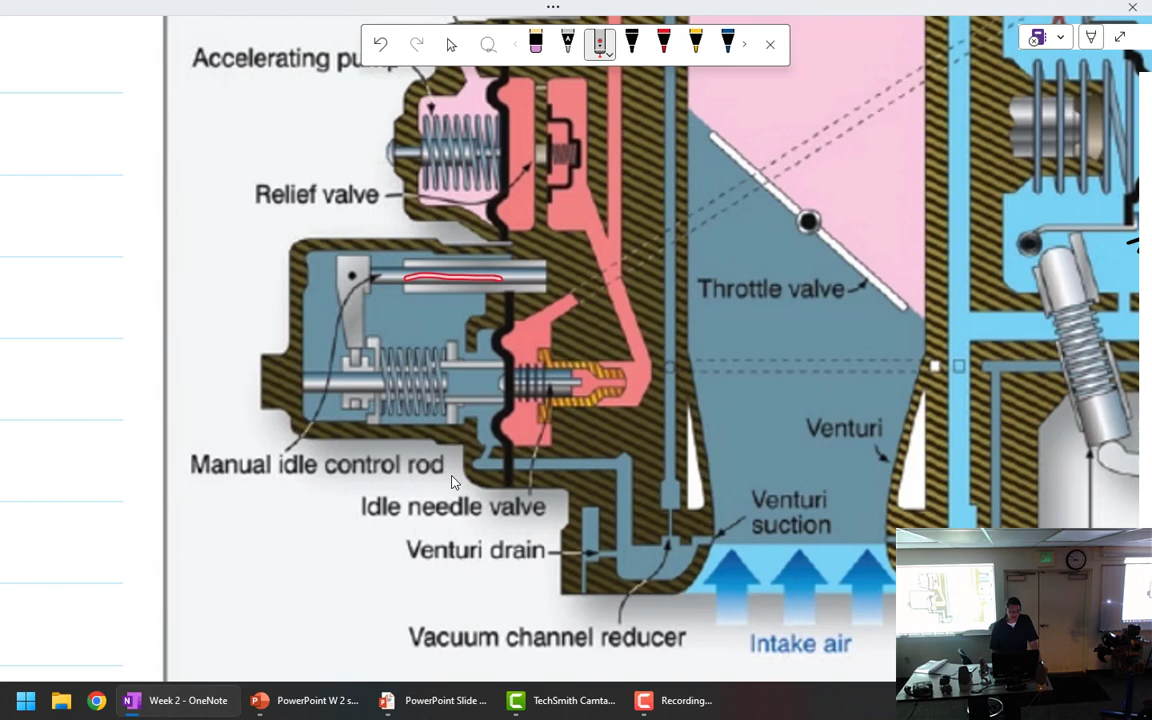 Accelerating pu
Relief valve
Throttle valve
Manual idle control rod
Venturi
Idle needle valve
Venturi
suction
Venturi drain
Vacuum channel reducer
Intake air
Week 2 - OneNote
PowerPoint W 2 s...
PowerPoint Slide ...
TechSmith Camta...
Recording...